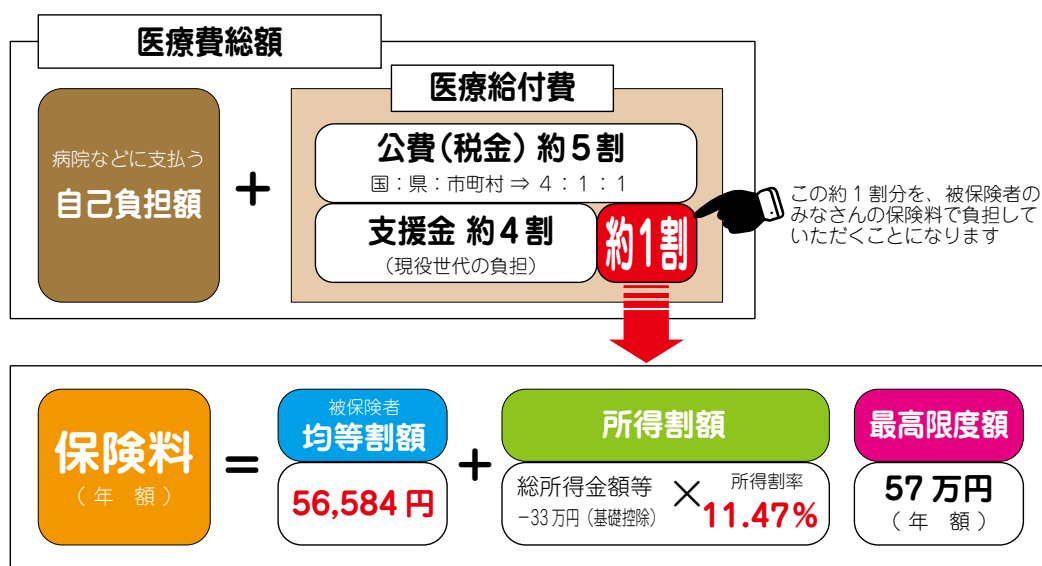 医療費総額
医療給付費
病院などに支払う
自己負担額
+
公費(税金) 約5割
国:県:市町村⇒ 4:1:1
支援金 約4割
(現役世代の負担)
約1割
この約1割分を、被保険者の
みなさんの保険料で負担して
いただくことになります
保険料
(年 額)
=
被保険者
均等割額
56,584円
+
所得割額
総所得金額等
−33万円(基礎控除)
×
所得割率
11.47%
最高限度額
57万円
(年 額)